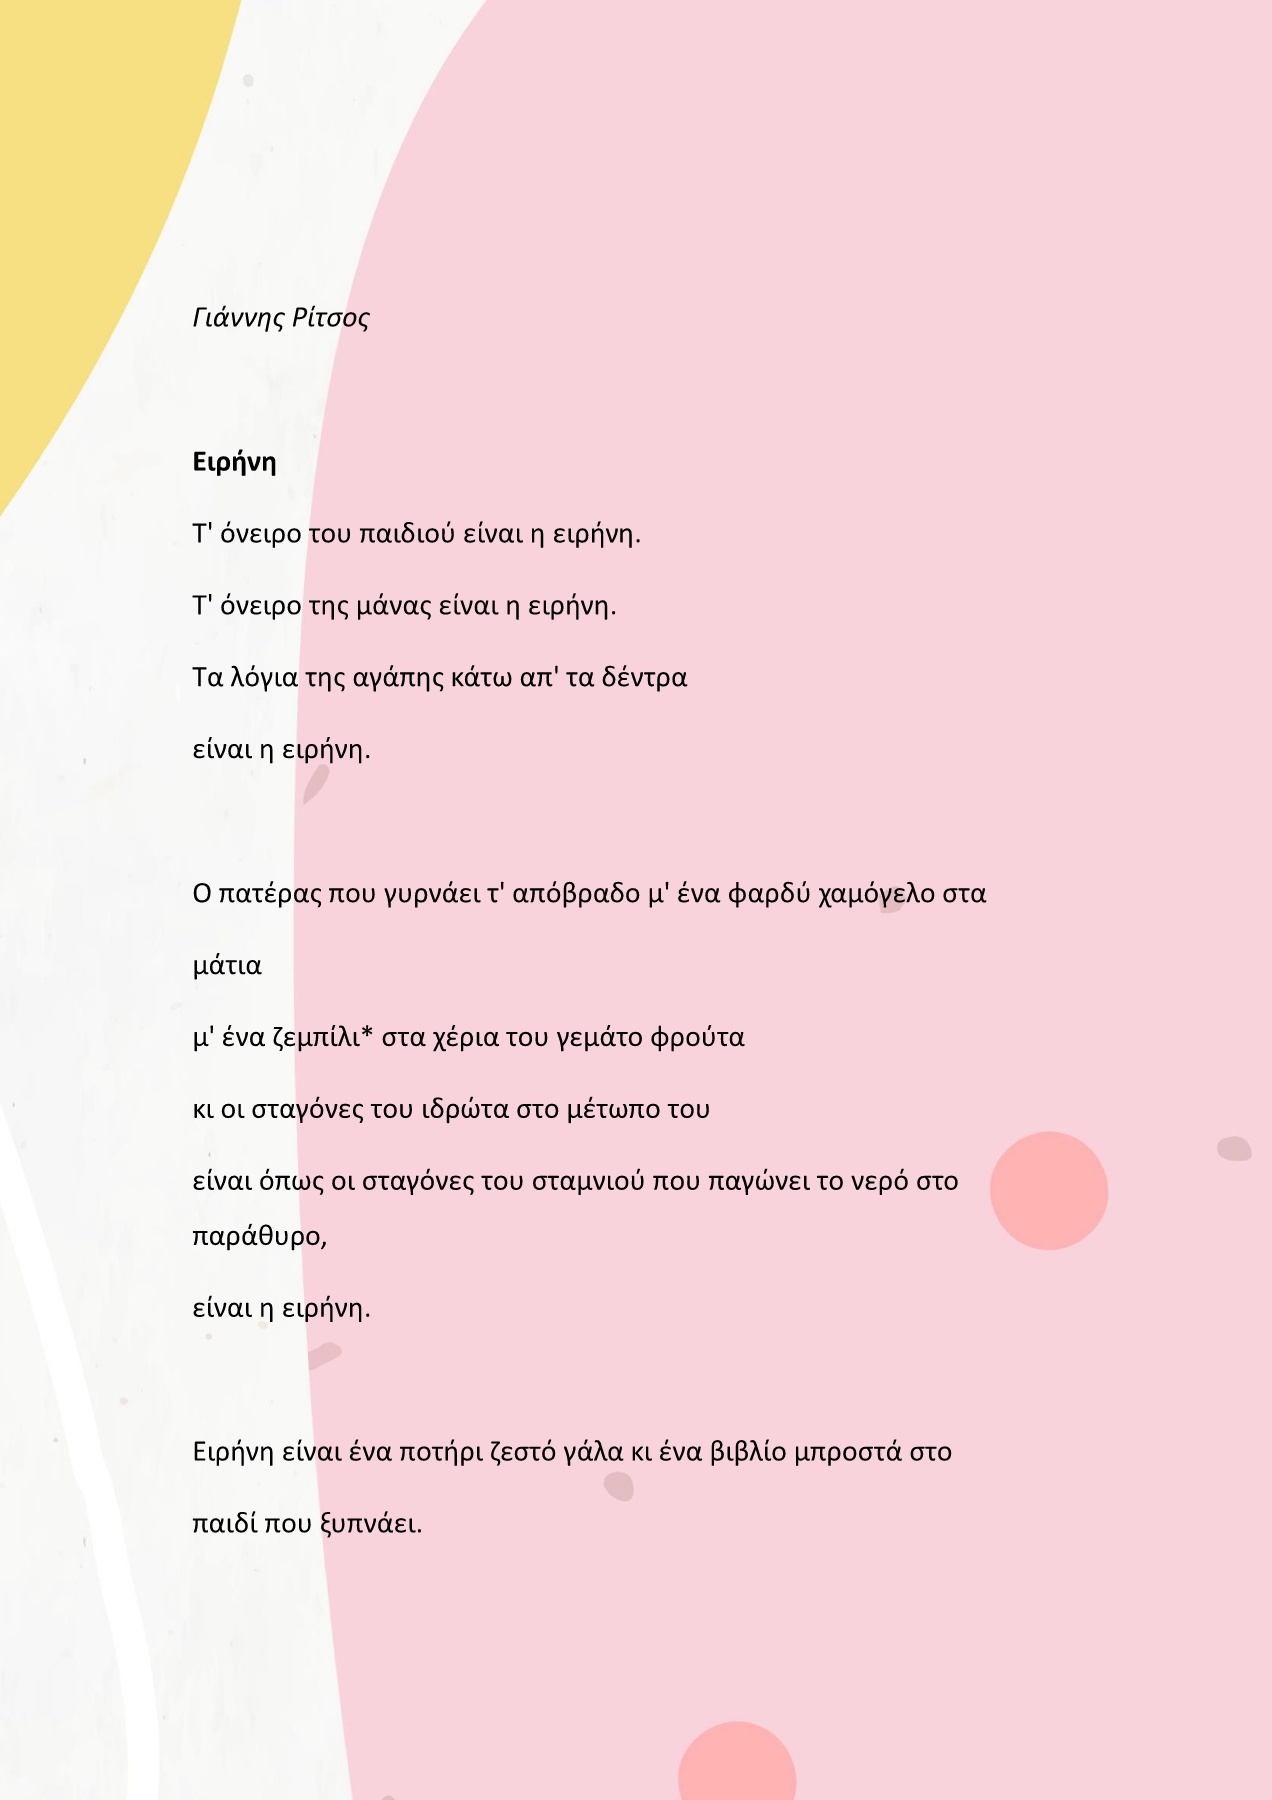 Γιάννης Ρίτσος
Ειρήνη
Τ' όνειρο του παιδιού είναι η ειρήνη.
Τ' όνειρο της μάνας είναι η ειρήνη.
Τα λόγια της αγάπης κάτω απ' τα δέντρα
είναι η ειρήνη.
Ο πατέρας που γυρνάει τ' απόβραδο μ' ένα φαρδύ χαμόγελο στα
μάτια
μ' ένα ζεμπίλι* στα χέρια του γεμάτο φρούτα
κι οι σταγόνες του ιδρώτα στο μέτωπο του
είναι όπως οι σταγόνες του σταμνιού που παγώνει το νερό στο
παράθυρο,
είναι η ειρήνη.
Ειρήνη είναι ένα ποτήρι ζεστό γάλα κι ένα βιβλίο μπροστά στο
παιδί που ξυπνάει.